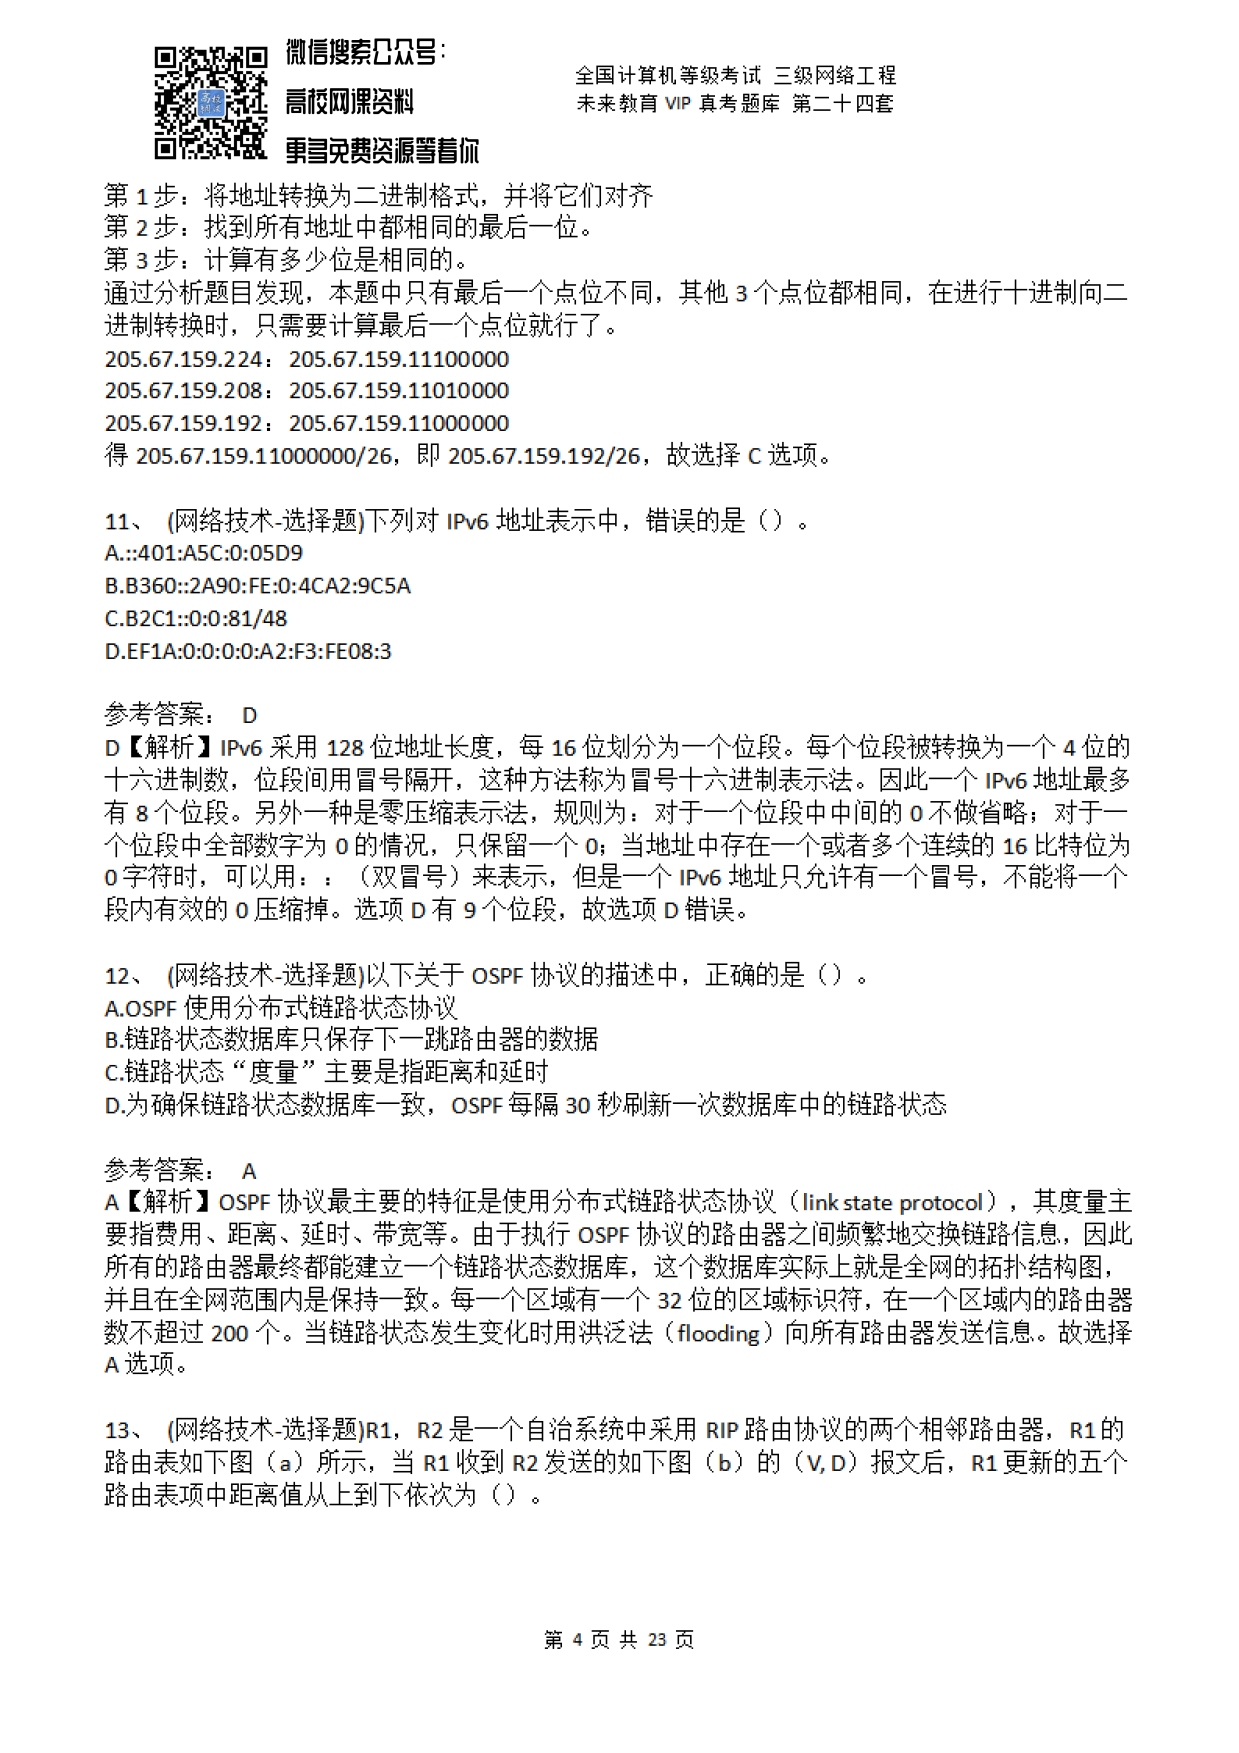 微信搜索公众号：
高校网课资料
更多免费资源等着你
全国计算机等级考试 三级网络工程
未来教育 VIP 真考题库 第二十四套
第 1 步：将地址转换为二进制格式，并将它们对齐
第 2 步：找到所有地址中都相同的最后一位。
第 3 步：计算有多少位是相同的。
通过分析题目发现，本题中只有最后一个点位不同，其他 3 个点位都相同，在进行十进制向二
进制转换时，只需要计算最后一个点位就行了。
205.67.159.224：205.67.159.11100000
205.67.159.208：205.67.159.11010000
205.67.159.192：205.67.159.11000000
得 205.67.159.11000000/26，即 205.67.159.192/26，故选择 C 选项。
11、 (网络技术-选择题)下列对 IPv6 地址表示中，错误的是（）。
A.::401:A5C:0:05D9
B.B360::2A90:FE:0:4CA2:9C5A
C.B2C1::0:0:81/48
D.EF1A:0:0:0:0:A2:F3:FE08:3
参考答案： D
D【解析】IPv6 采用 128 位地址长度，每 16 位划分为一个位段。每个位段被转换为一个 4 位的
十六进制数，位段间用冒号隔开，这种方法称为冒号十六进制表示法。因此一个 IPv6 地址最多
有 8 个位段。另外一种是零压缩表示法，规则为：对于一个位段中中间的 0 不做省略；对于一
个位段中全部数字为 0 的情况，只保留一个 0；当地址中存在一个或者多个连续的 16 比特位为
0 字符时，可以用：：（双冒号）来表示，但是一个 IPv6 地址只允许有一个冒号，不能将一个
段内有效的 0 压缩掉。选项 D 有 9 个位段，故选项 D 错误。
12、 (网络技术-选择题)以下关于 OSPF 协议的描述中，正确的是（）。
A.OSPF 使用分布式链路状态协议
B.链路状态数据库只保存下一跳路由器的数据
C.链路状态“度量”主要是指距离和延时
D.为确保链路状态数据库一致，OSPF 每隔 30 秒刷新一次数据库中的链路状态
参考答案： A
A【解析】OSPF 协议最主要的特征是使用分布式链路状态协议（link state protocol），其度量主
要指费用、距离、延时、带宽等。由于执行 OSPF 协议的路由器之间频繁地交换链路信息，因此
所有的路由器最终都能建立一个链路状态数据库，这个数据库实际上就是全网的拓扑结构图，
并且在全网范围内是保持一致。每一个区域有一个 32 位的区域标识符，在一个区域内的路由器
数不超过 200 个。当链路状态发生变化时用洪泛法（flooding）向所有路由器发送信息。故选择
A 选项。
13、 (网络技术-选择题)R1，R2 是一个自治系统中采用 RIP 路由协议的两个相邻路由器，R1 的
路由表如下图（a）所示，当 R1 收到 R2 发送的如下图（b）的（V, D）报文后，R1 更新的五个
路由表项中距离值从上到下依次为（）。
第 4 页 共 23 页